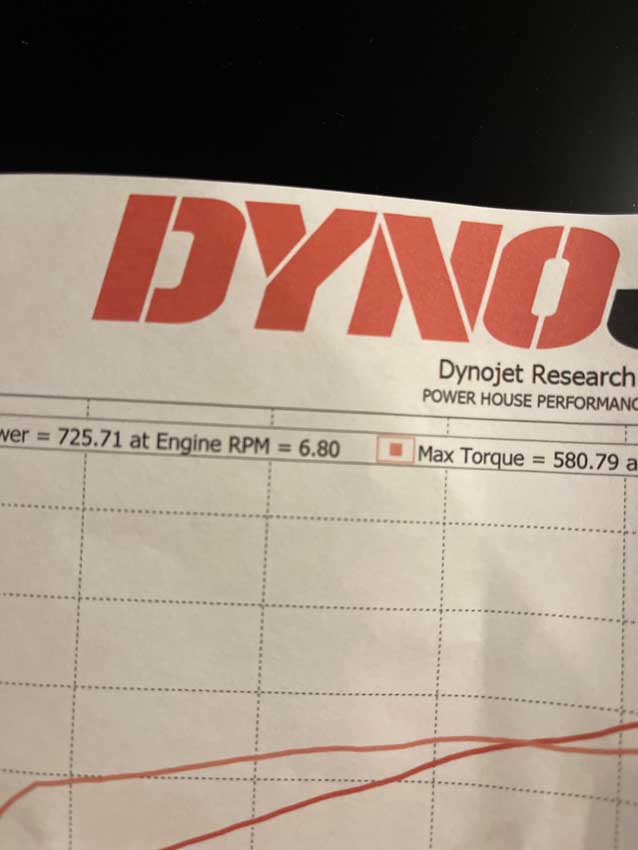 DYNO
Dynojet Research
POWER HOUSE PERFORMANC
wer = 725.71 at Engine RPM = 6.80 Max Torque = 580.79 a